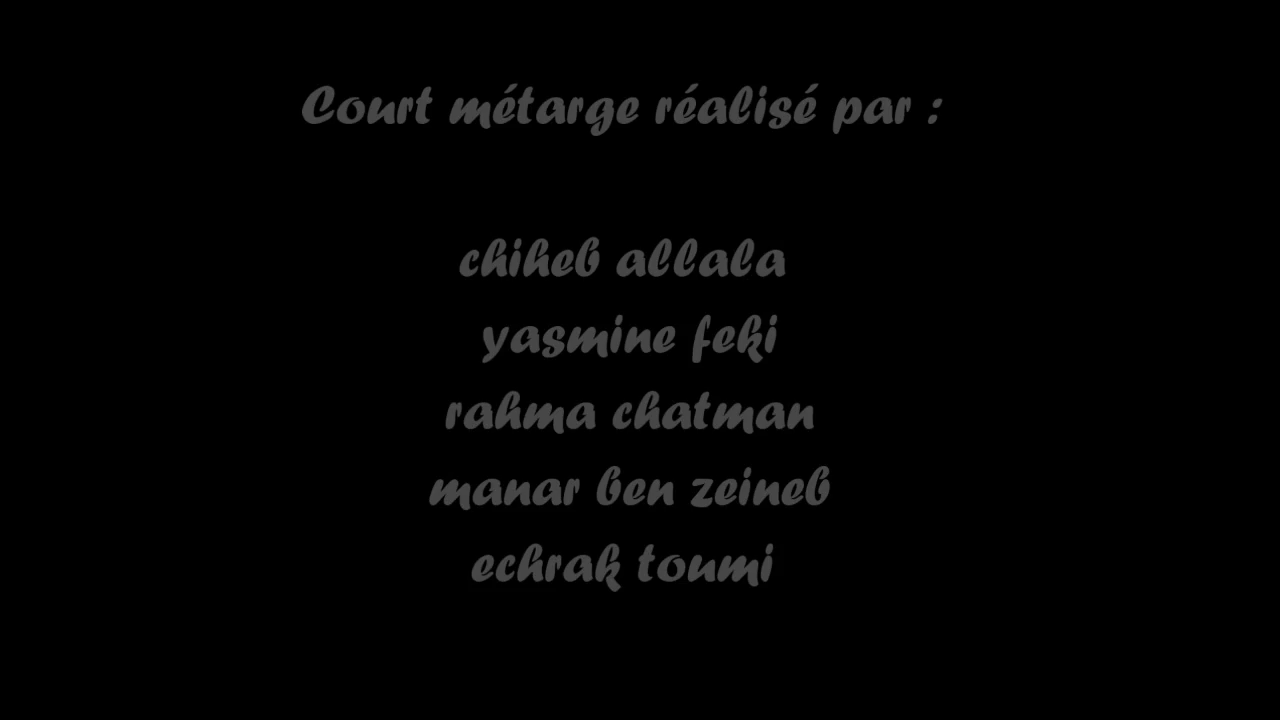 Court métarge réalisé par :
chiheb allala
yasmine feki
rahma chatman
manar ben zeineb
echrak toumi